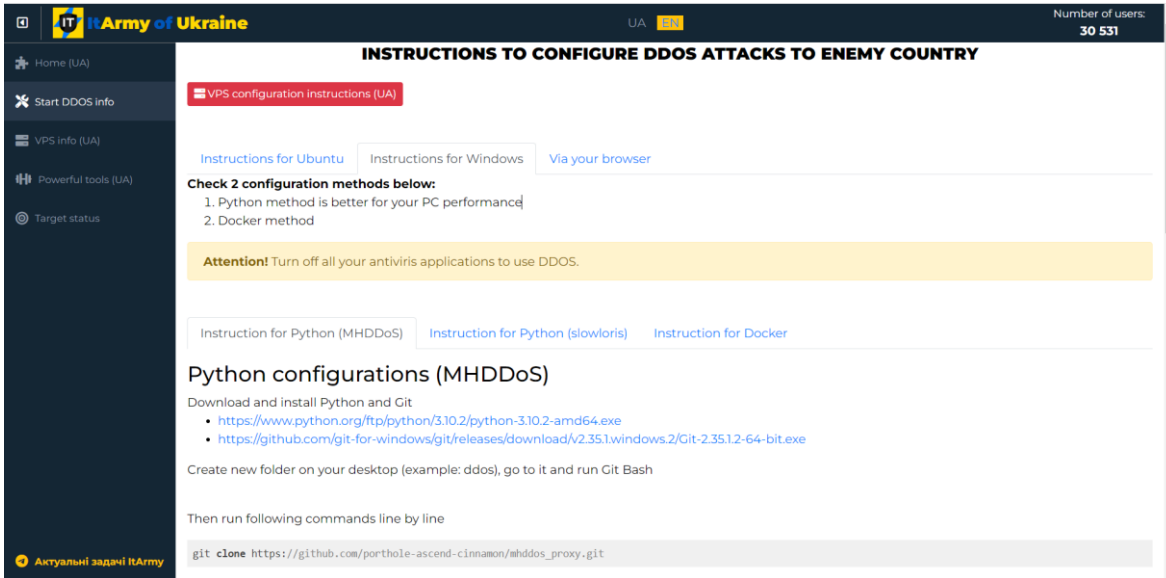 ItArmy of Ukraine
UA EN
Number of users:
30 531
Home (UA)
Start DDOS info
VPS info (UA)
Powerful tools (UA)
Target status
Актуальні задачі ItArmy
INSTRUCTIONS TO CONFIGURE DDOS ATTACKS TO ENEMY COUNTRY
VPS configuration instructions (UA)
Instructions for Ubuntu Instructions for Windows Via your browser
Check 2 configuration methods below:
1. Python method is better for your PC performance
2. Docker method
Attention! Turn off all your antiviris applications to use DDOS.
Instruction for Python (MHDDoS) Instruction for Python (slowloris) Instruction for Docker
Python configurations (MHDDoS)
Download and install Python and Git
https://www.python.org/ftp/python/3.10.2/python-3.10.2-amd64.exe
https://github.com/git-for-windows/git/releases/download/v2.35.1.windows.2/Git-2.35.1.2-64-bit.exe
Create new folder on your desktop (example: ddos), go to it and run Git Bash
Then run following commands line by line
git clone https://github.com/porthole-ascend-cinnamon/mhddos_proxy.git